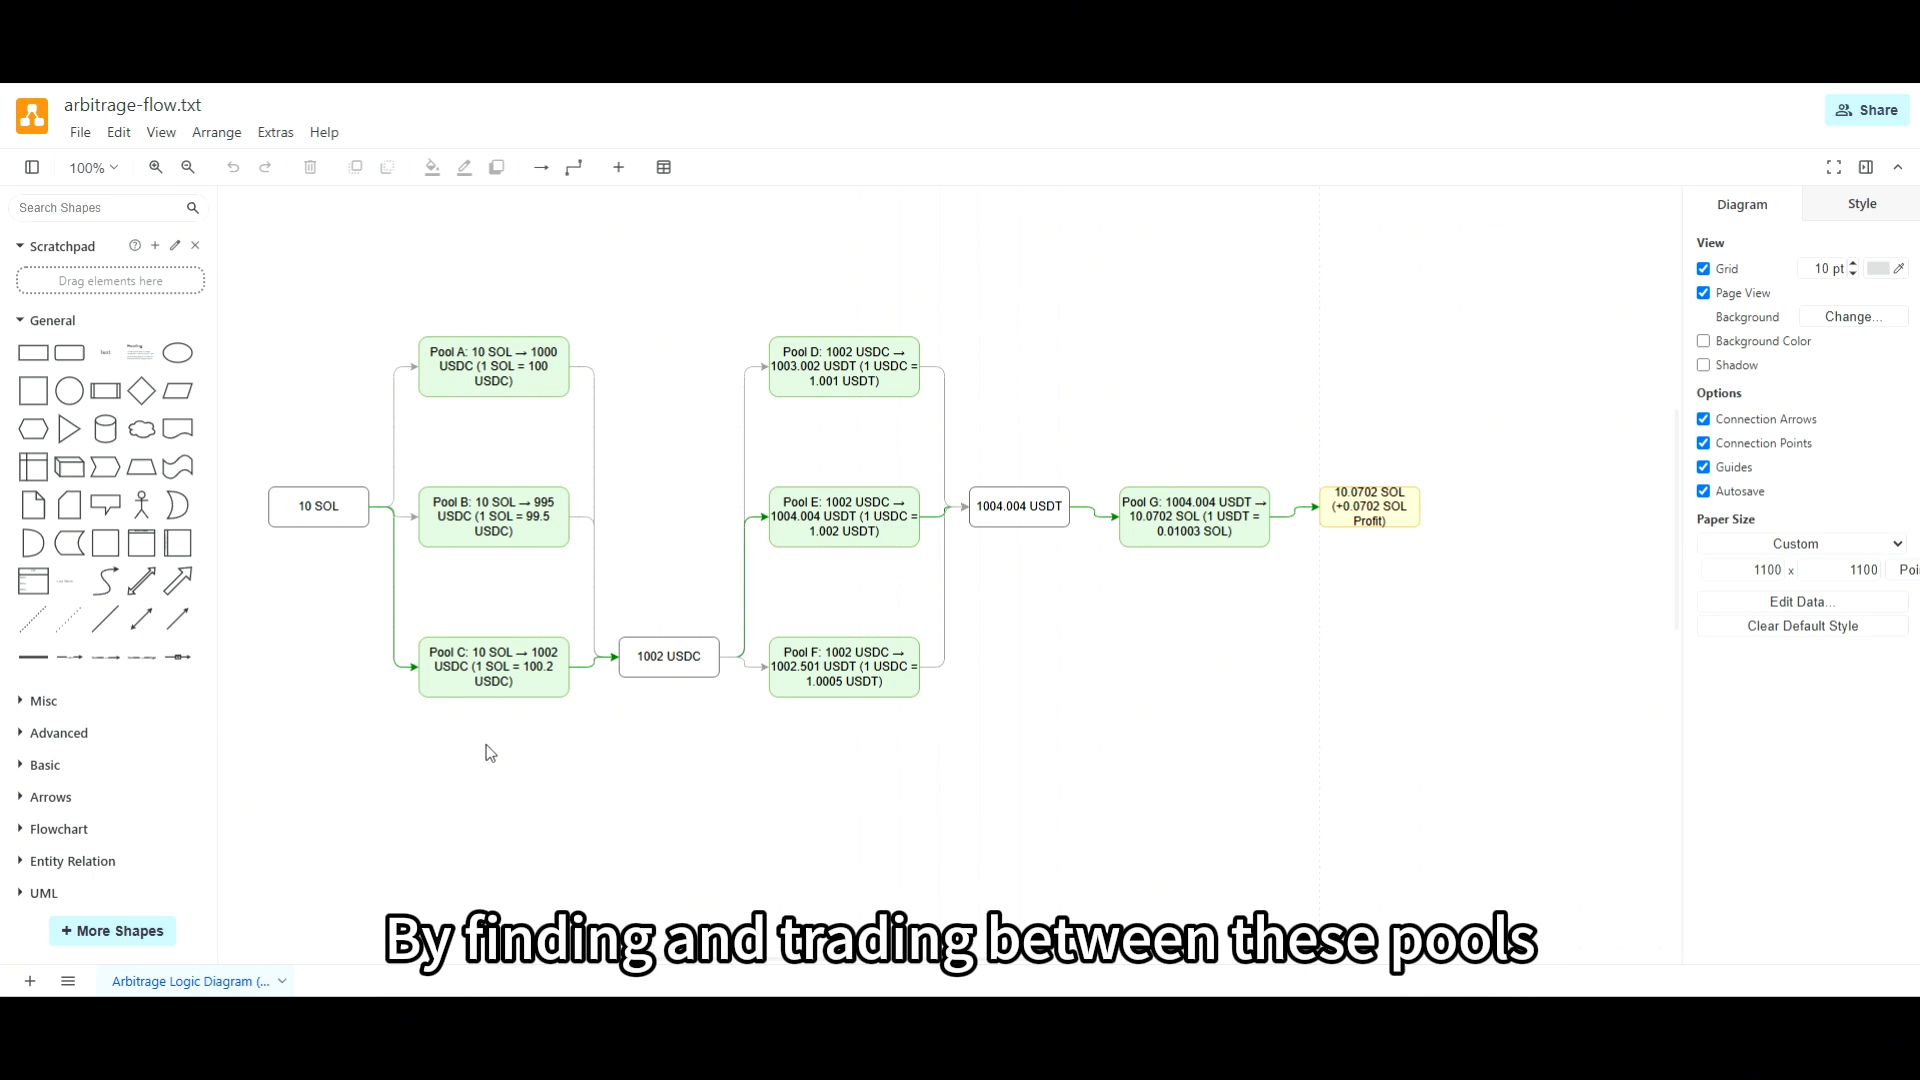 arbitrage-flow.txt
Share
File Edit View Arrange Extras Help
100%
Search Shapes
Diagram Style
Scratchpad
Drag elements here
General
Text
Heading
View
Grid 10 pt
Page View
Background Change...
Background Color
Shadow
Options
Connection Arrows
Connection Points
Guides
Autosave
Paper Size
Custom
1100 x 1100 Poi
Edit Data...
Clear Default Style
10 SOL
Pool A: 10 SOL → 1000
USDC (1 SOL = 100
USDC)
Pool B: 10 SOL → 995
USDC (1 SOL = 99.5
USDC)
Pool C: 10 SOL → 1002
USDC (1 SOL = 100.2
USDC)
1002 USDC
Pool D: 1002 USDC →
1003.002 USDT (1 USDC =
1.001 USDT)
Pool E: 1002 USDC →
1004.004 USDT (1 USDC =
1.002 USDT)
Pool F: 1002 USDC →
1002.501 USDT (1 USDC =
1.0005 USDT)
1004.004 USDT
Pool G: 1004.004 USDT →
10.0702 SOL (1 USDT =
0.01003 SOL)
10.0702 SOL
(+0.0702 SOL
Profit)
Misc
Advanced
Basic
Arrows
Flowchart
Entity Relation
UML
+ More Shapes
By finding and trading between these pools
Arbitrage Logic Diagram (...